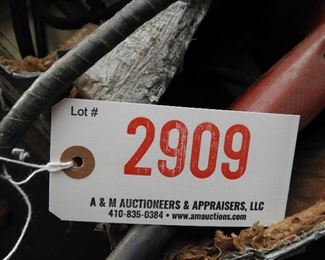 Lot #
2909
A & M AUCTIONEERS & APPRAISERS, LLC
410-835-0384 • www.amauctions.com